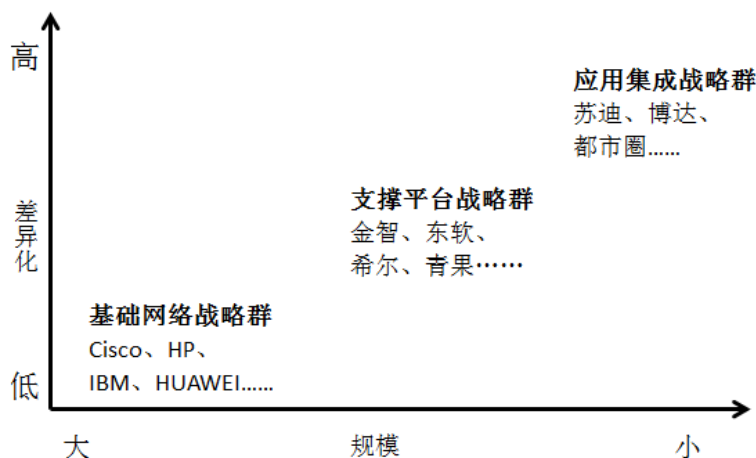 高
应用集成战略群
苏迪、博达、
都市圈......
支撑平台战略群
金智、东软、
希尔、青果······
差异化
基础网络战略群
Cisco、HP、
IBM、HUAWEI......
低
大
规模
小